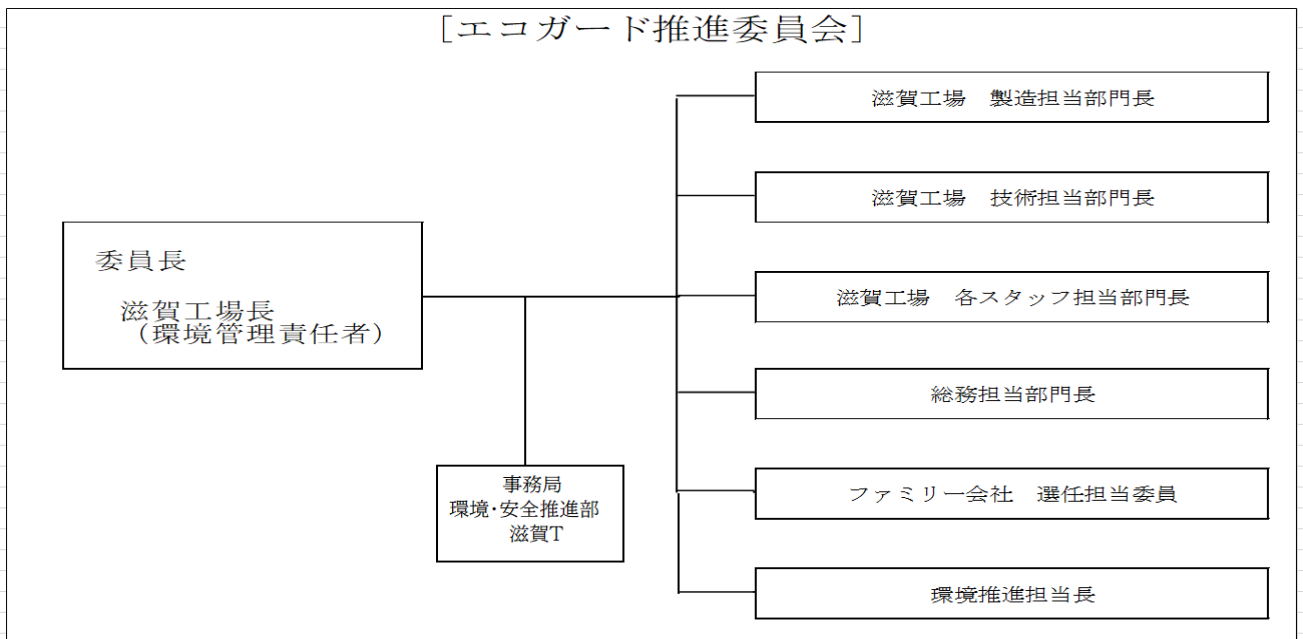 [エコガード推進委員会]
滋賀工場　製造担当部門長
滋賀工場　技術担当部門長
委員長
滋賀工場長
（環境管理責任者）
滋賀工場　各スタッフ担当部門長
総務担当部門長
事務局
環境･安全推進部
滋賀T
ファミリー会社　選任担当委員
環境推進担当長